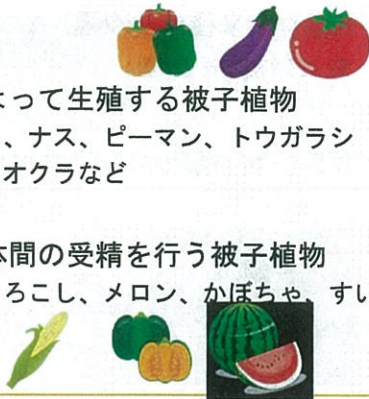 よって生殖する被子植物
、ナス、ピーマン、トウガラシ
オクラなど
体間の受精を行う被子植物
ろこし、メロン、かぼちゃ、すい